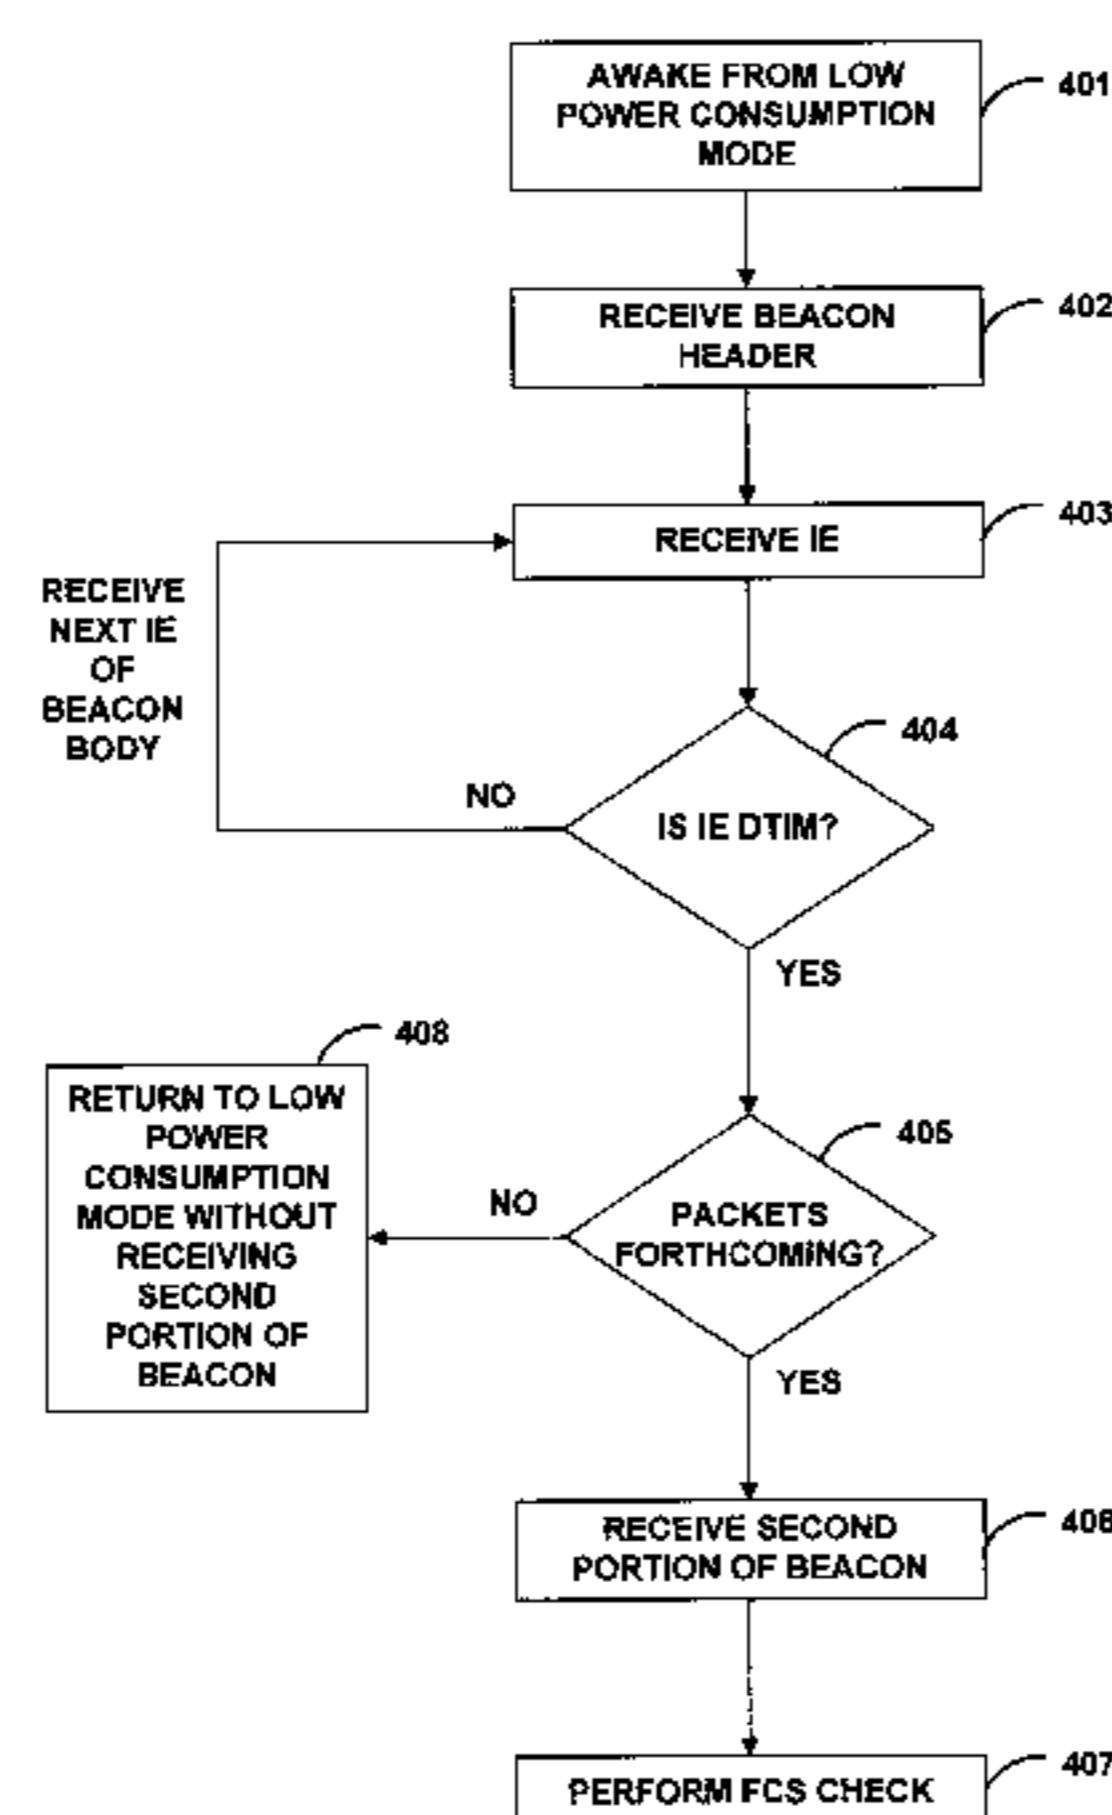 AWAKE FROM LOW
POWER CONSUMPTION
MODE
401
RECEIVE BEACON
HEADER
402
RECEIVE IE
403
RECEIVE
NEXT IE
OF
BEACON
BODY
NO
IS IE DTIM?
404
YES
408
RETURN TO LOW
POWER
CONSUMPTION
MODE WITHOUT
RECEIVING
SECOND
PORTION OF
BEACON
NO
PACKETS
FORTHCOMING?
405
YES
RECEIVE SECOND
PORTION OF BEACON
406
PERFORM FCS CHECK
407